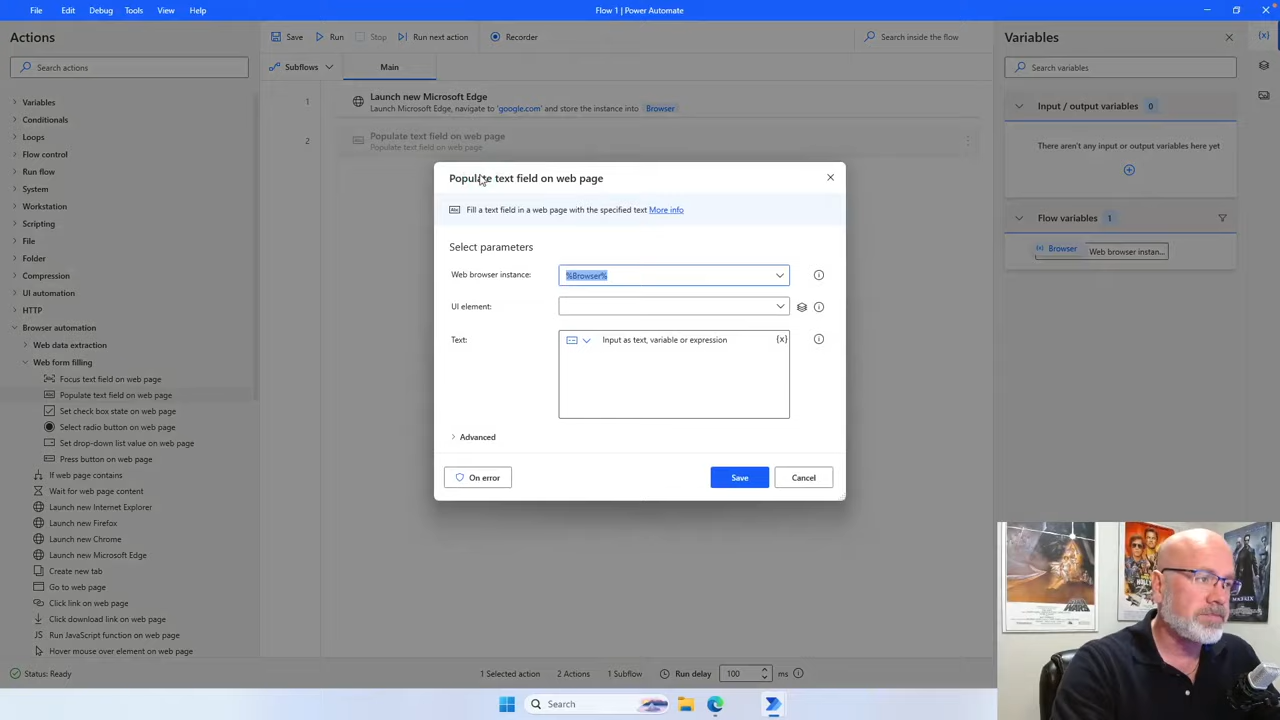 File Edit Debug Tools View Help
Flow 1 | Power Automate
Actions
Search actions
Variables
Conditionals
Loops
Flow control
Run flow
System
Workstation
Scripting
File
Folder
Compression
UI automation
HTTP
Browser automation
Web data extraction
Web form filling
Focus text field on web page
Populate text field on web page
Set check box state on web page
Select radio button on web page
Set drop-down list value on web page
Press button on web page
If web page contains
Wait for web page content
Launch new Internet Explorer
Launch new Firefox
Launch new Chrome
Launch new Microsoft Edge
Create new tab
Go to web page
Click link on web page
Click download link on web page
Run JavaScript function on web page
Hover mouse over element on web page
Save Run Stop Run next action Recorder Search inside the flow
Subflows Main
1 Launch new Microsoft Edge
Launch Microsoft Edge, navigate to 'google.com' and store the instance into Browser
2 Populate text field on web page
Populate text field on web page
Populate text field on web page
Abc Fill a text field in a web page with the specified text More info
Select parameters
Web browser instance: %Browser%
UI element:
Text: Input as text, variable or expression {x}
Advanced
On error Save Cancel
Variables {x}
Search variables
Input / output variables 0
There aren't any input or output variables here yet
Flow variables 1
Browser Web browser instan...
Status: Ready 1 Selected action 2 Actions 1 Subflow Run delay 100 ms
Search
STAR WARS